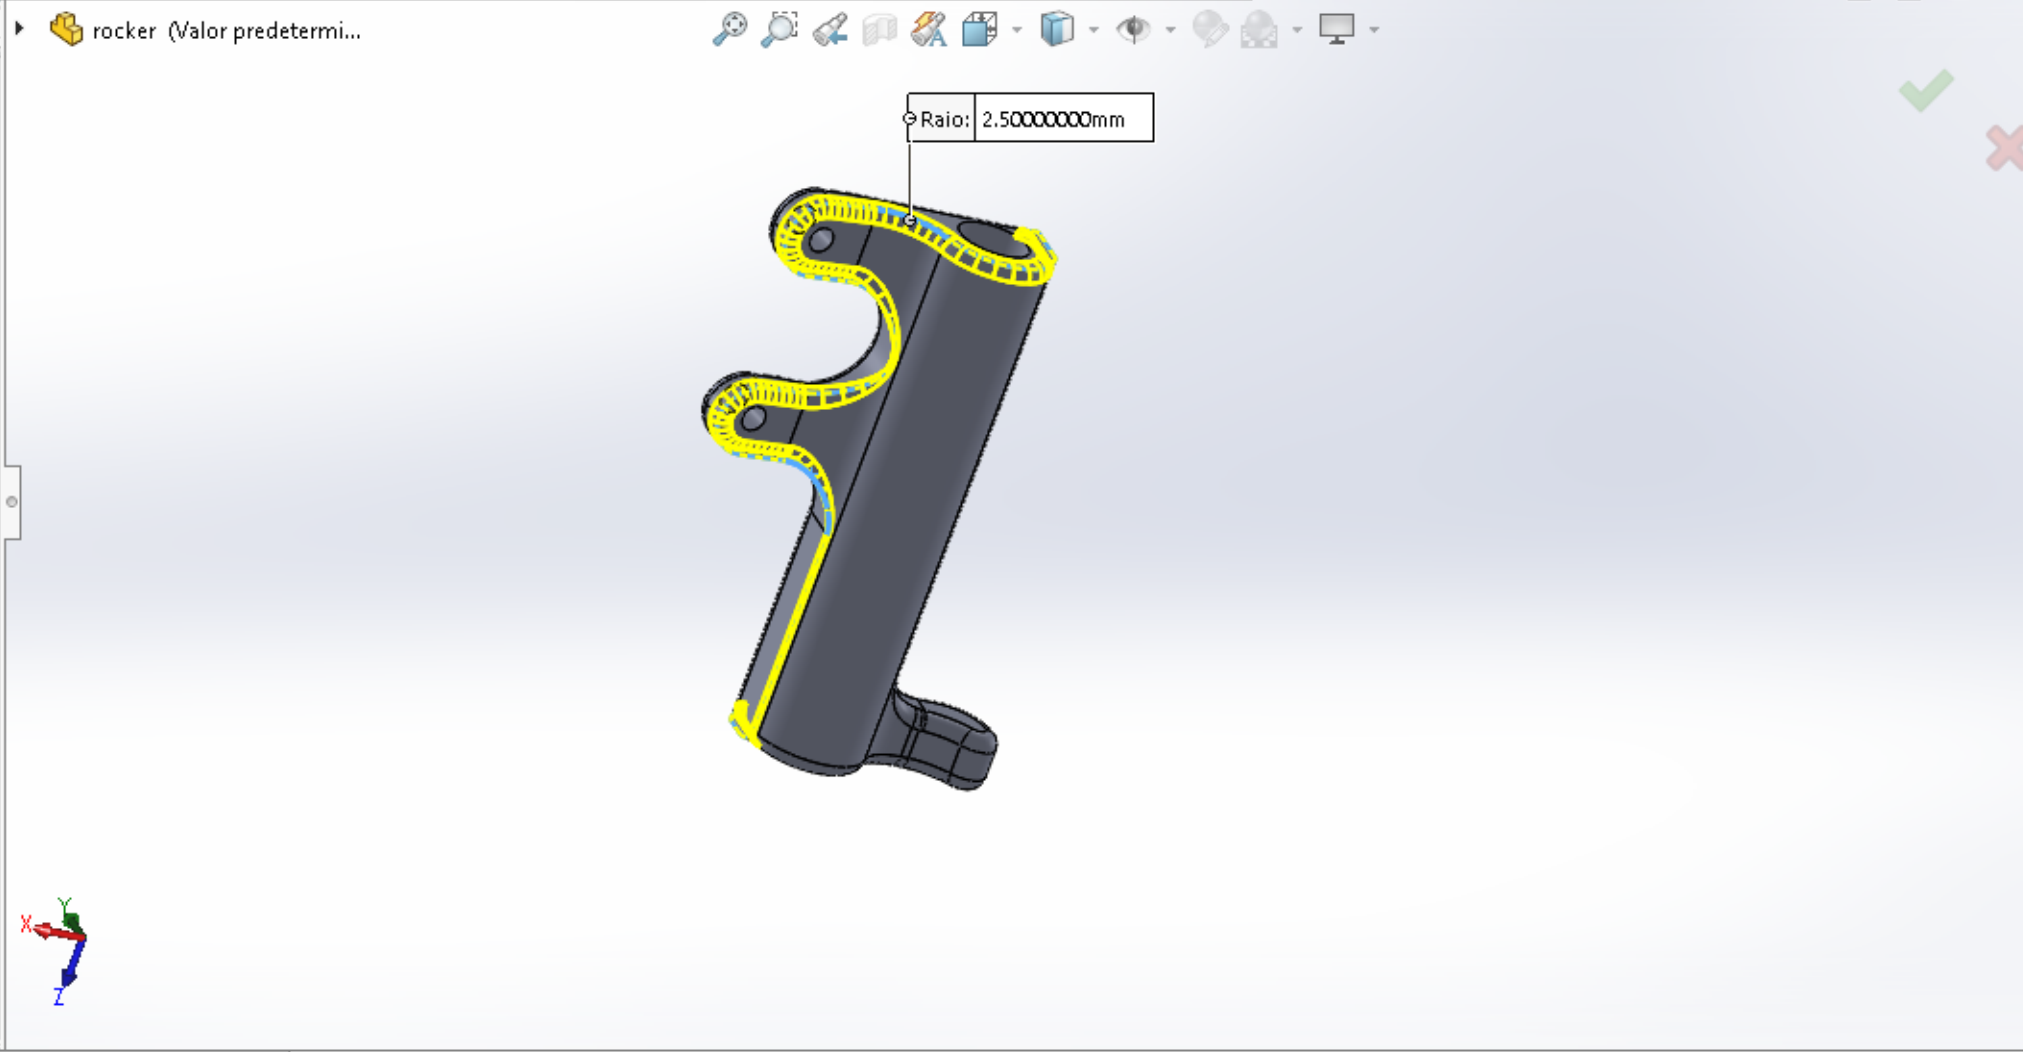 rocker (Valor predetermi...
Raio: 2.50000000mm
Y
X
Z